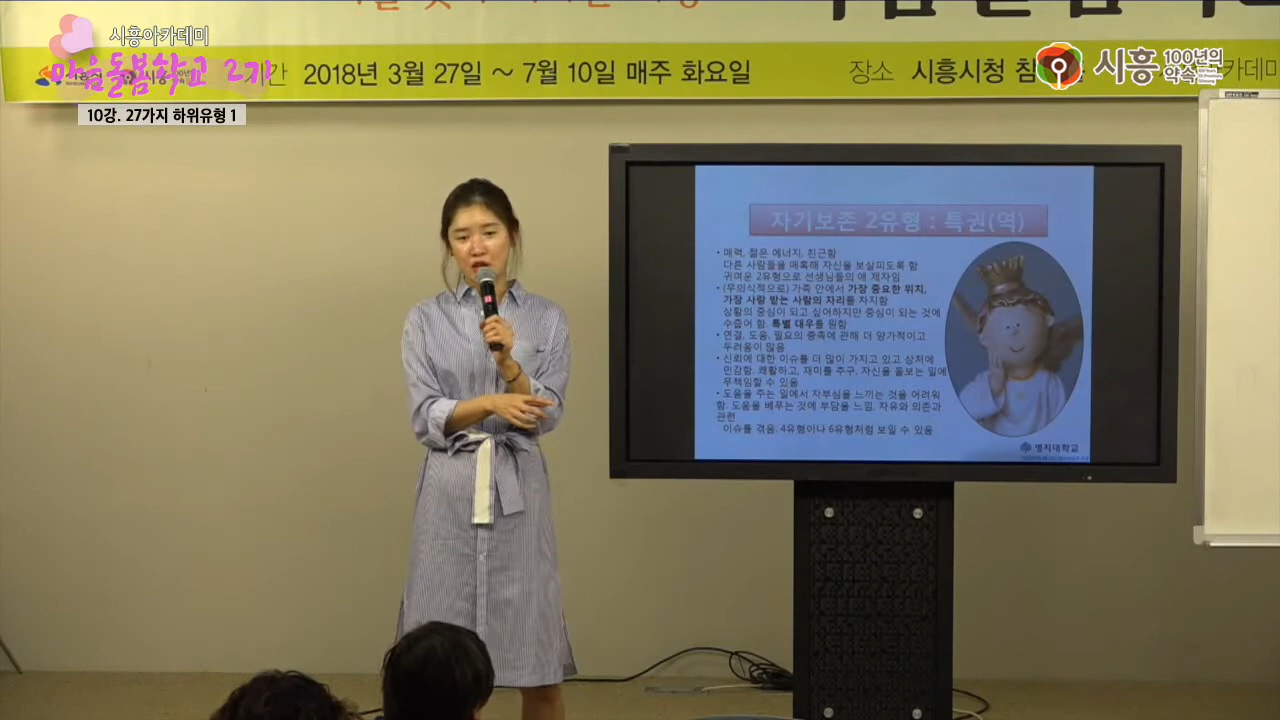 시흥아카데미
마음돌봄학교 2기
10강. 27가지 하위유형 1
2018년 3월 27일 ~ 7월 10일 매주 화요일
장소 시흥시청
시흥 100년의 약속
자기보존 2유형 : 특권(역)
• 매력, 젊은 에너지, 친근함
다른 사람들을 매혹해 자신을 보살피도록 함
귀여운 2유형으로 선생님들의 애 제자임
• (무의식적으로) 가족 안에서 가장 중요한 위치,
가장 사랑 받는 사람의 자리를 차지함
상황의 중심이 되고 싶어하지만 중심이 되는 것에
수줍어 함. 특별 대우를 원함
• 연결, 도움, 필요의 충족에 관해 더 양가적이고
두려움이 많음
• 신뢰에 대한 이슈를 더 많이 가지고 있고 상처에
민감함. 쾌활하고, 재미를 추구, 자신을 돌보는 일에
무책임할 수 있음
• 도움을 주는 일에서 자부심을 느끼는 것을 어려워
함. 도움을 베푸는 것에 부담을 느낌. 자유와 의존과
관련
이슈를 겪음. 4유형이나 6유형처럼 보일 수 있음
명지대학교